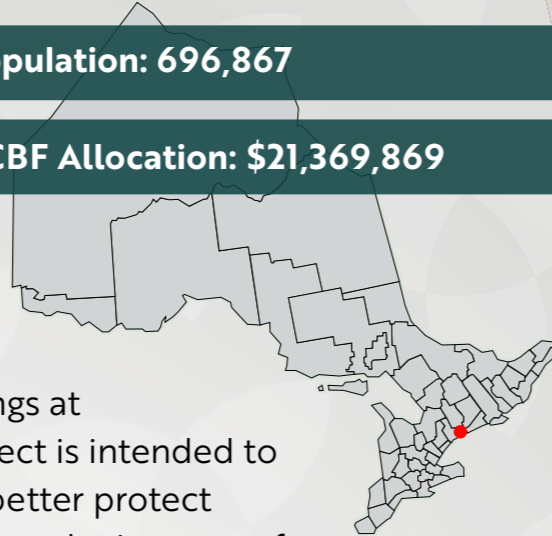 pulation: 696,867
CBF Allocation: $21,369,869
ngs at
ect is intended to
better protect